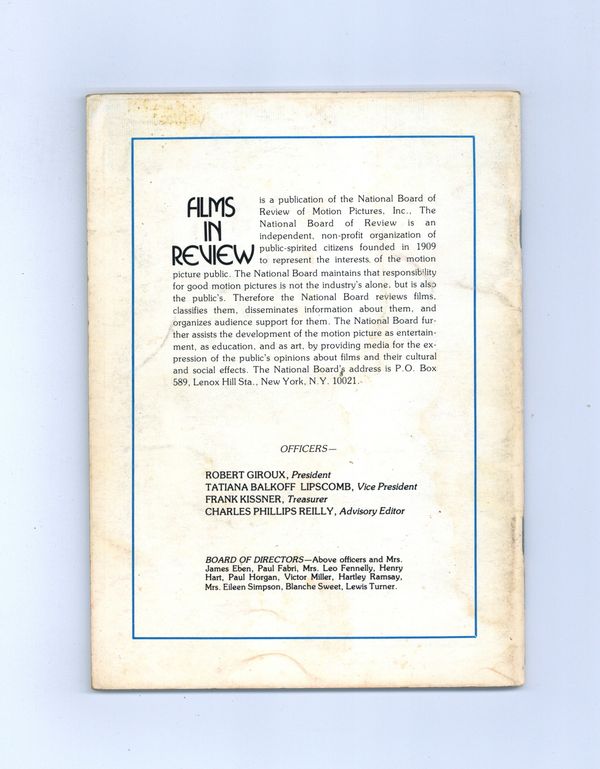 FILMS
IN
REVIEW
is a publication of the National Board of
Review of Motion Pictures, Inc., The
National Board of Review is an
independent, non-profit organization of
public-spirited citizens founded in 1909
to represent the interests of the motion
picture public. The National Board maintains that responsibility
for good motion pictures is not the industry's alone, but is also
the public's. Therefore the National Board reviews films,
classifies them, disseminates information about them, and
organizes audience support for them. The National Board fur-
ther assists the development of the motion picture as entertain-
ment, as education, and as art, by providing media for the ex-
pression of the public's opinions about films and their cultural
and social effects. The National Board's address is P.O. Box
589, Lenox Hill Sta., New York, N.Y. 10021.
OFFICERS—
ROBERT GIROUX, President
TATIANA BALKOFF LIPSCOMB, Vice President
FRANK KISSNER, Treasurer
CHARLES PHILLIPS REILLY, Advisory Editor
BOARD OF DIRECTORS—Above officers and Mrs.
James Eben, Paul Fabri, Mrs. Leo Fennelly, Henry
Hart, Paul Horgan, Victor Miller, Hartley Ramsay,
Mrs. Eileen Simpson, Blanche Sweet, Lewis Turner.